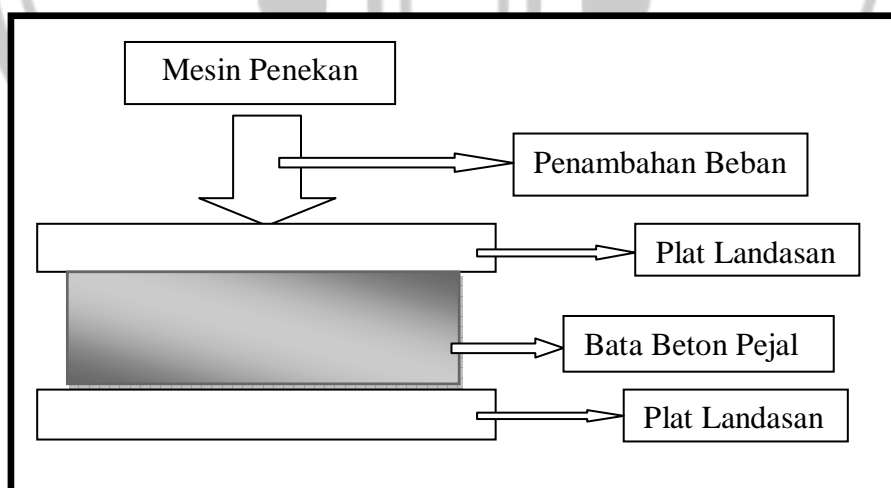 Mesin Penekan
Penambahan Beban
Plat Landasan
Bata Beton Pejal
Plat Landasan